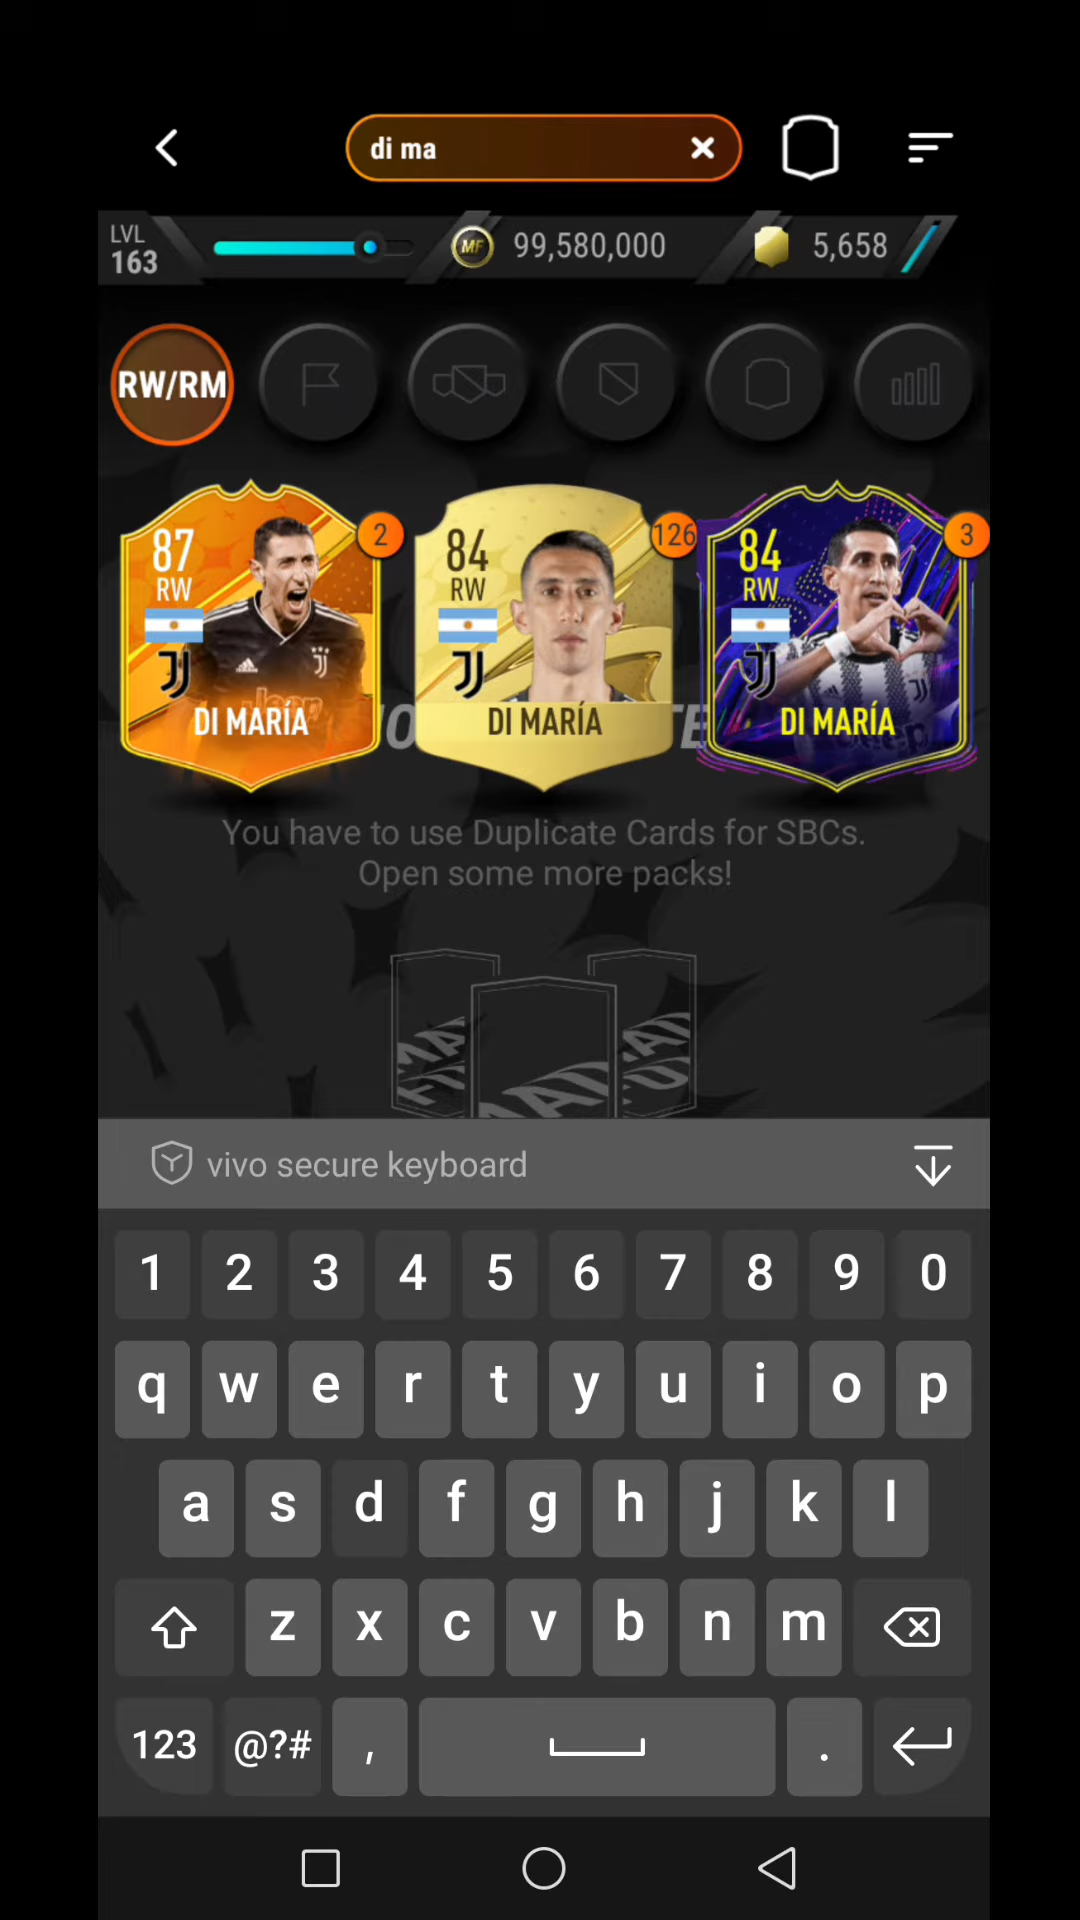 di ma
LVL
163
MF
99,580,000
5,658
RW/RM
87
RW
2
DI MARÍA
84
RW
126
DI MARÍA
84
RW
3
DI MARÍA
You have to use Duplicate Cards for SBCs.
Open some more packs!
vivo secure keyboard
1 2 3 4 5 6 7 8 9 0
q w e r t y u i o p
a s d f g h j k l
z x c v b n m
123 @?# , .